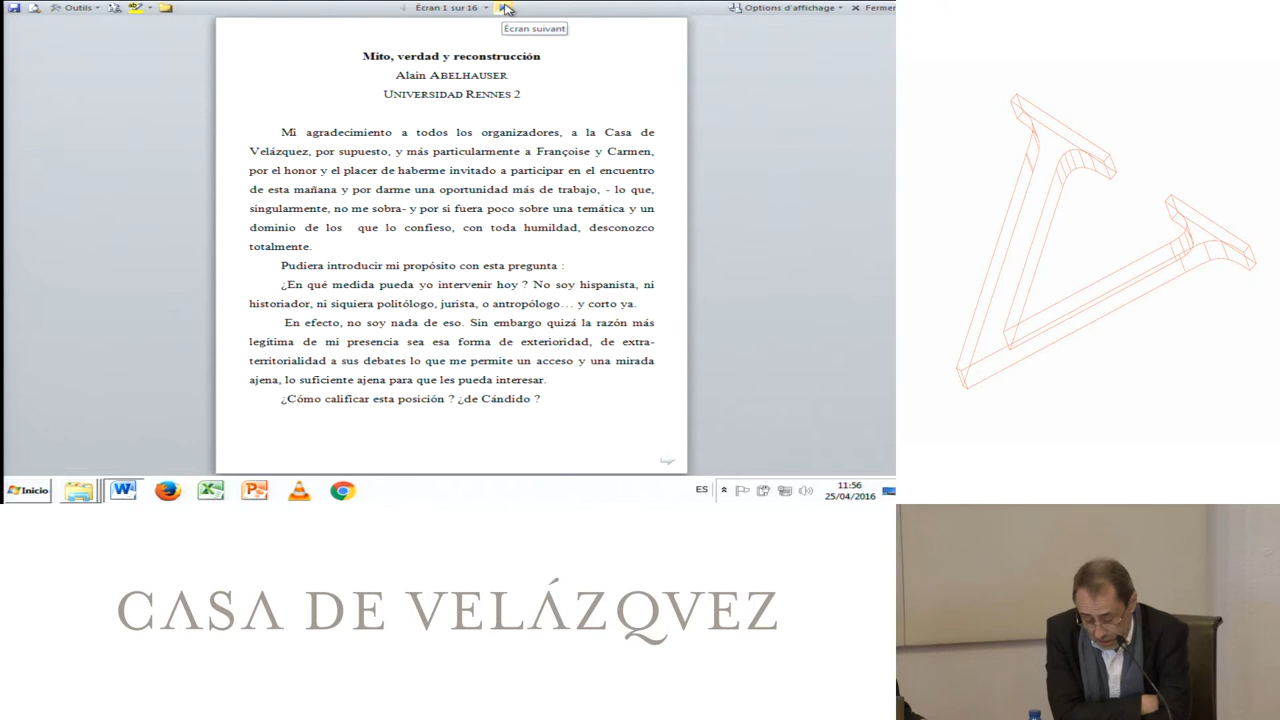 Outils
Écran 1 sur 16
Options d'affichage
Fermer
Écran suivant
Mito, verdad y reconstrucción
Alain ABELHAUSER
UNIVERSIDAD RENNES 2
Mi agradecimiento a todos los organizadores, a la Casa de
Velázquez, por supuesto, y más particularmente a Françoise y Carmen,
por el honor y el placer de haberme invitado a participar en el encuentro
de esta mañana y por darme una oportunidad más de trabajo, - lo que,
singularmente, no me sobra- y por si fuera poco sobre una temática y un
dominio de los que lo confieso, con toda humildad, desconozco
totalmente.
Pudiera introducir mi propósito con esta pregunta :
¿En qué medida pueda yo intervenir hoy ? No soy hispanista, ni
historiador, ni siquiera politólogo, jurista, o antropólogo… y corto ya.
En efecto, no soy nada de eso. Sin embargo quizá la razón más
legítima de mi presencia sea esa forma de exterioridad, de extra-
territorialidad a sus debates lo que me permite un acceso y una mirada
ajena, lo suficiente ajena para que les pueda interesar.
¿Cómo calificar esta posición ? ¿de Cándido ?
Inicio
ES
11:56
25/04/2016
CASA DE VELÁZQVEZ